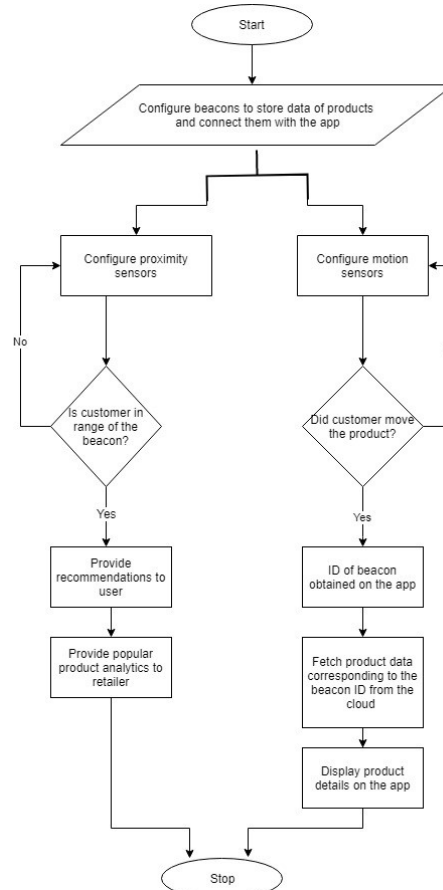 Start
Configure beacons to store data of products
and connect them with the app
Configure proximity
sensors
Configure motion
sensors
No
Is customer in
range of the
beacon?
Did customer move
the product?
Yes
Yes
Provide
recommendations to
user
ID of beacon
obtained on the app
Provide popular
product analytics to
retailer
Fetch product data
corresponding to the
beacon ID from the
cloud
Display product
details on the app
Stop